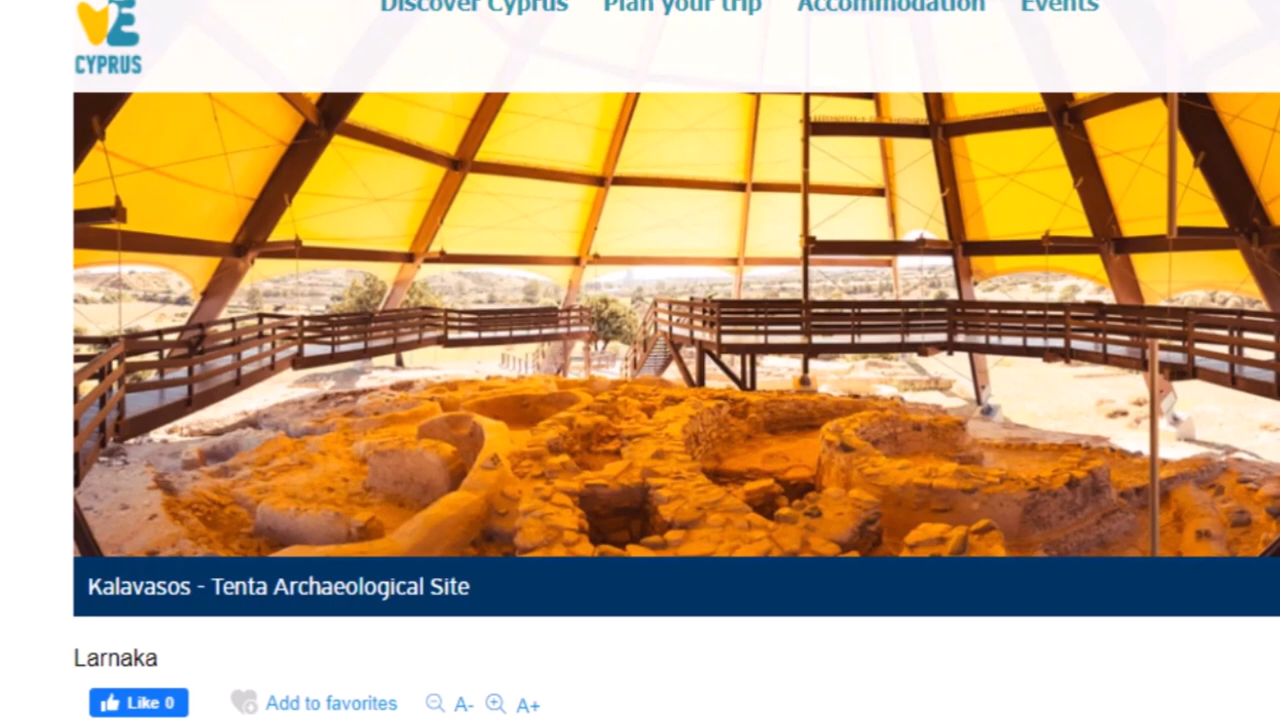 Discover Cyprus Plan your trip Accommodation Events
CYPRUS
Kalavasos - Tenta Archaeological Site
Larnaka
Like 0 Add to favorites A- A+